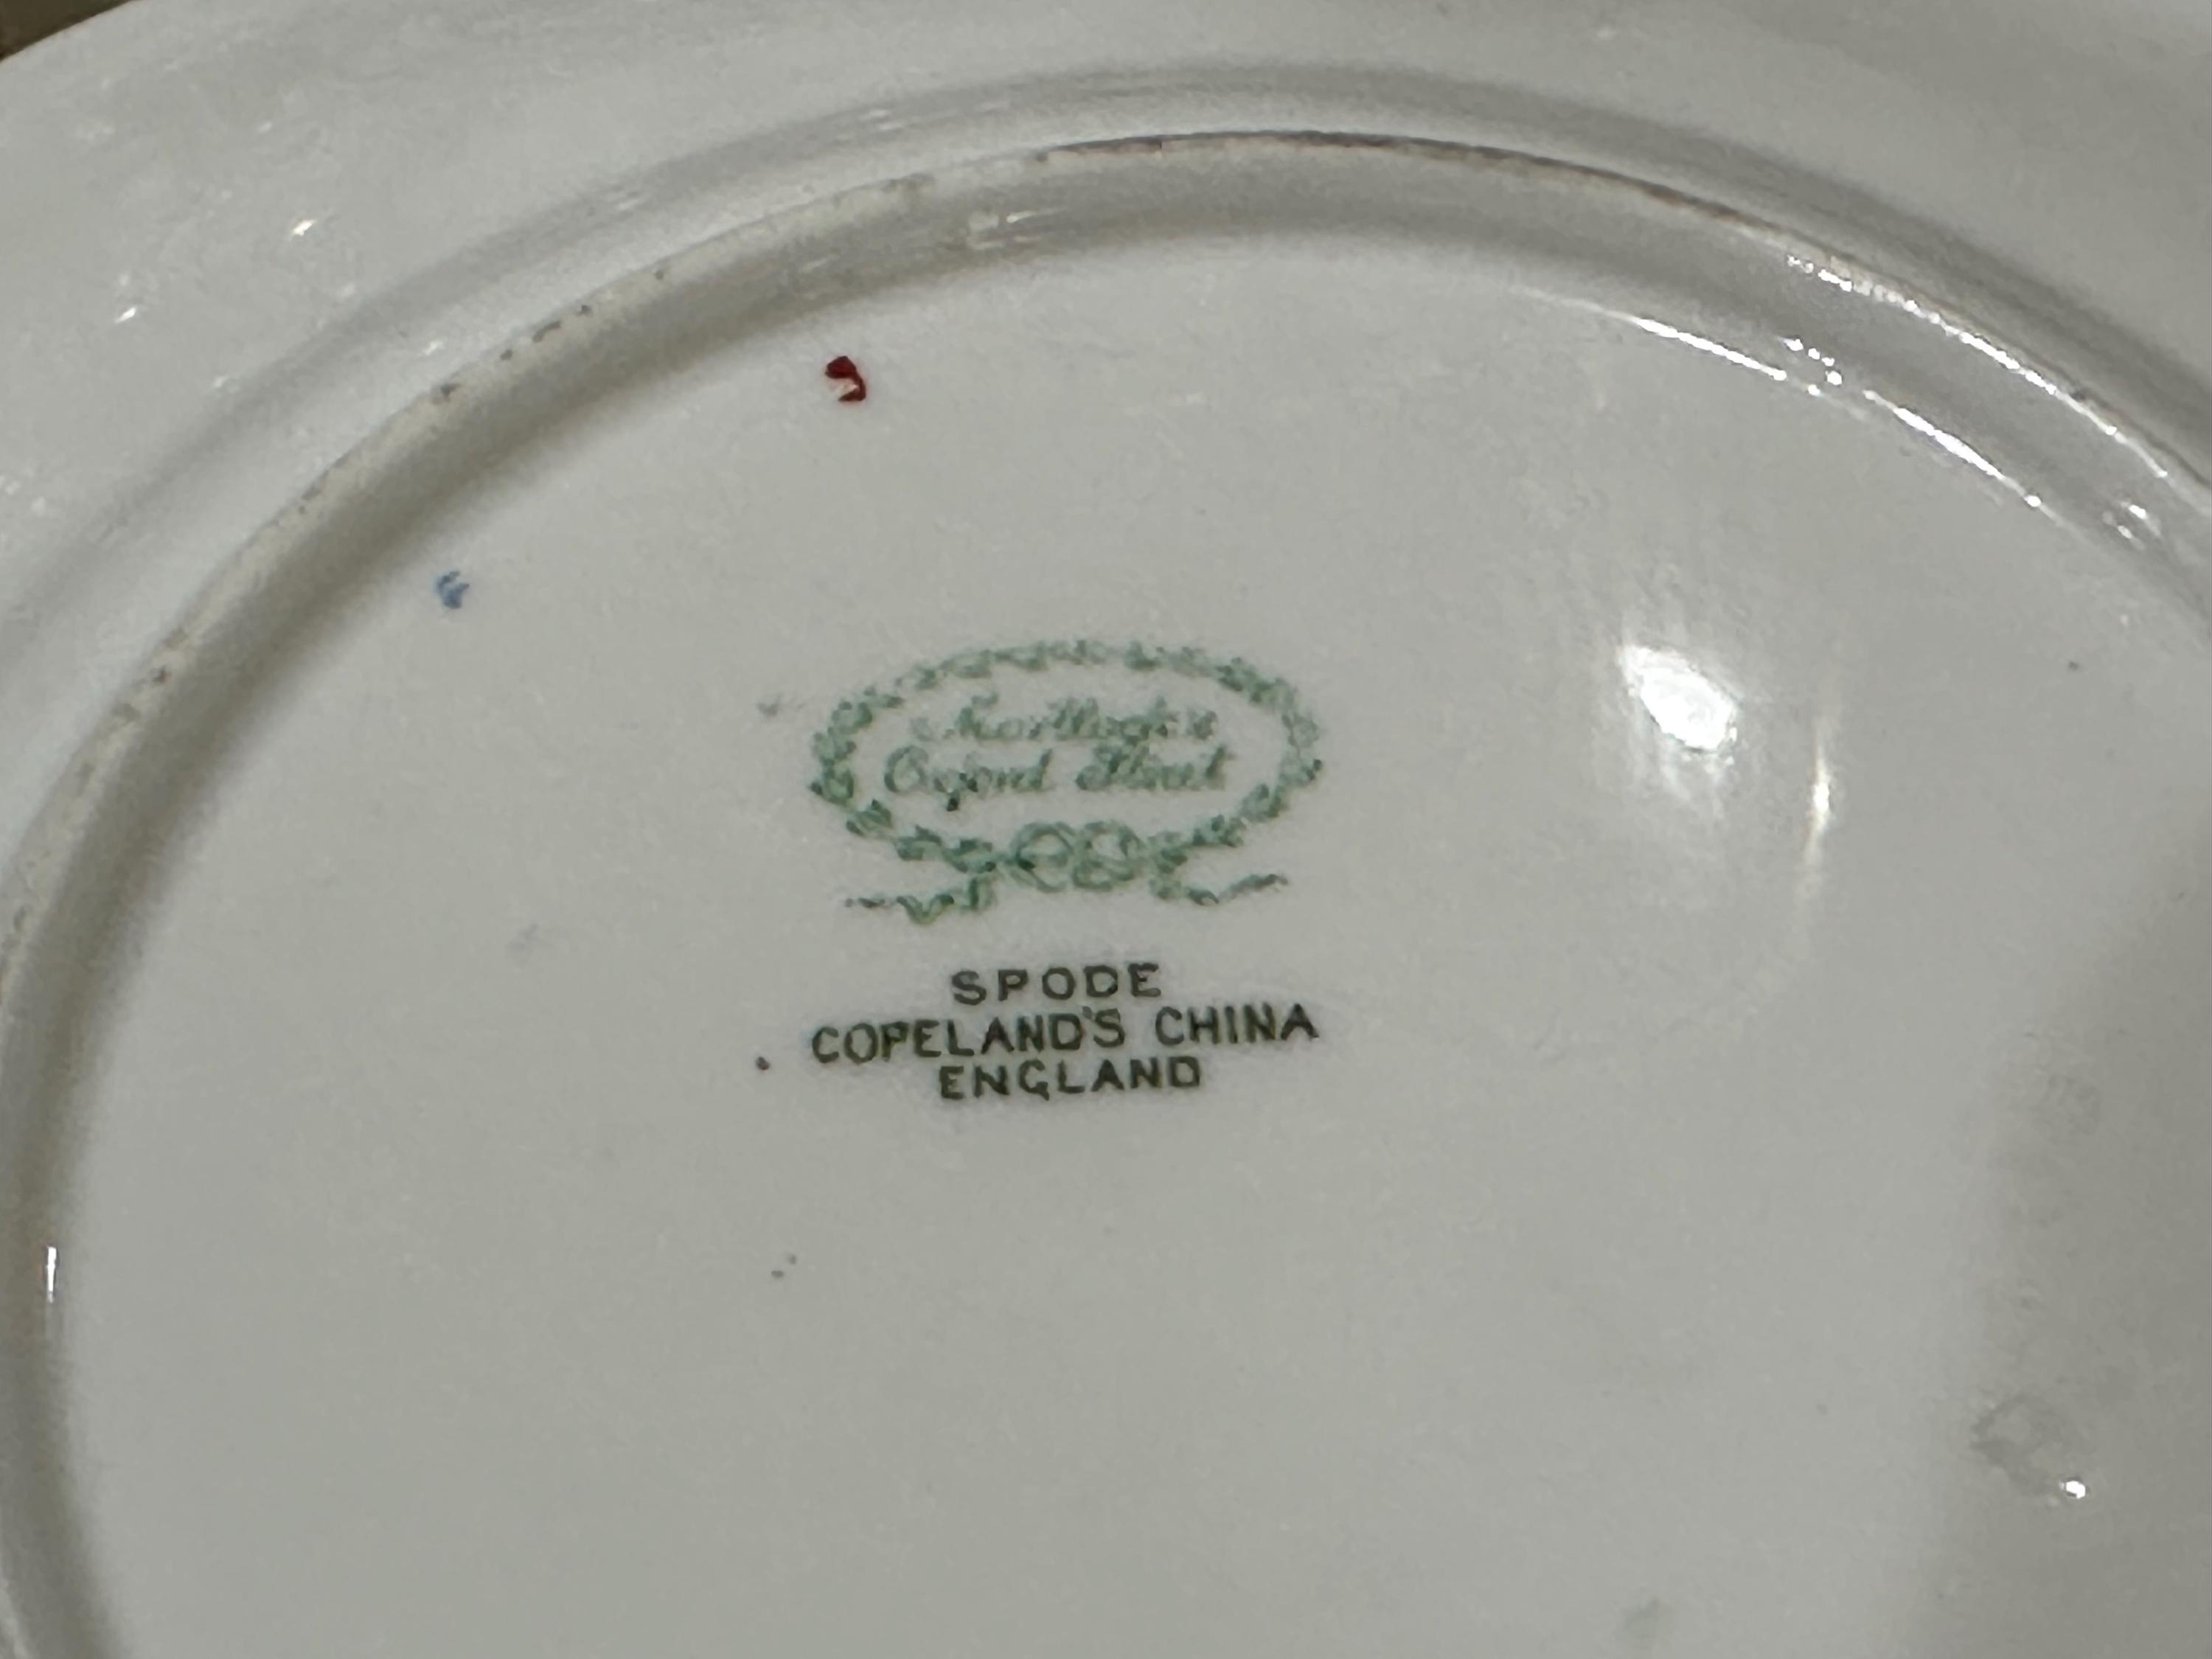 Mortlock's
Oxford Street
SPODE
COPELAND'S CHINA
ENGLAND